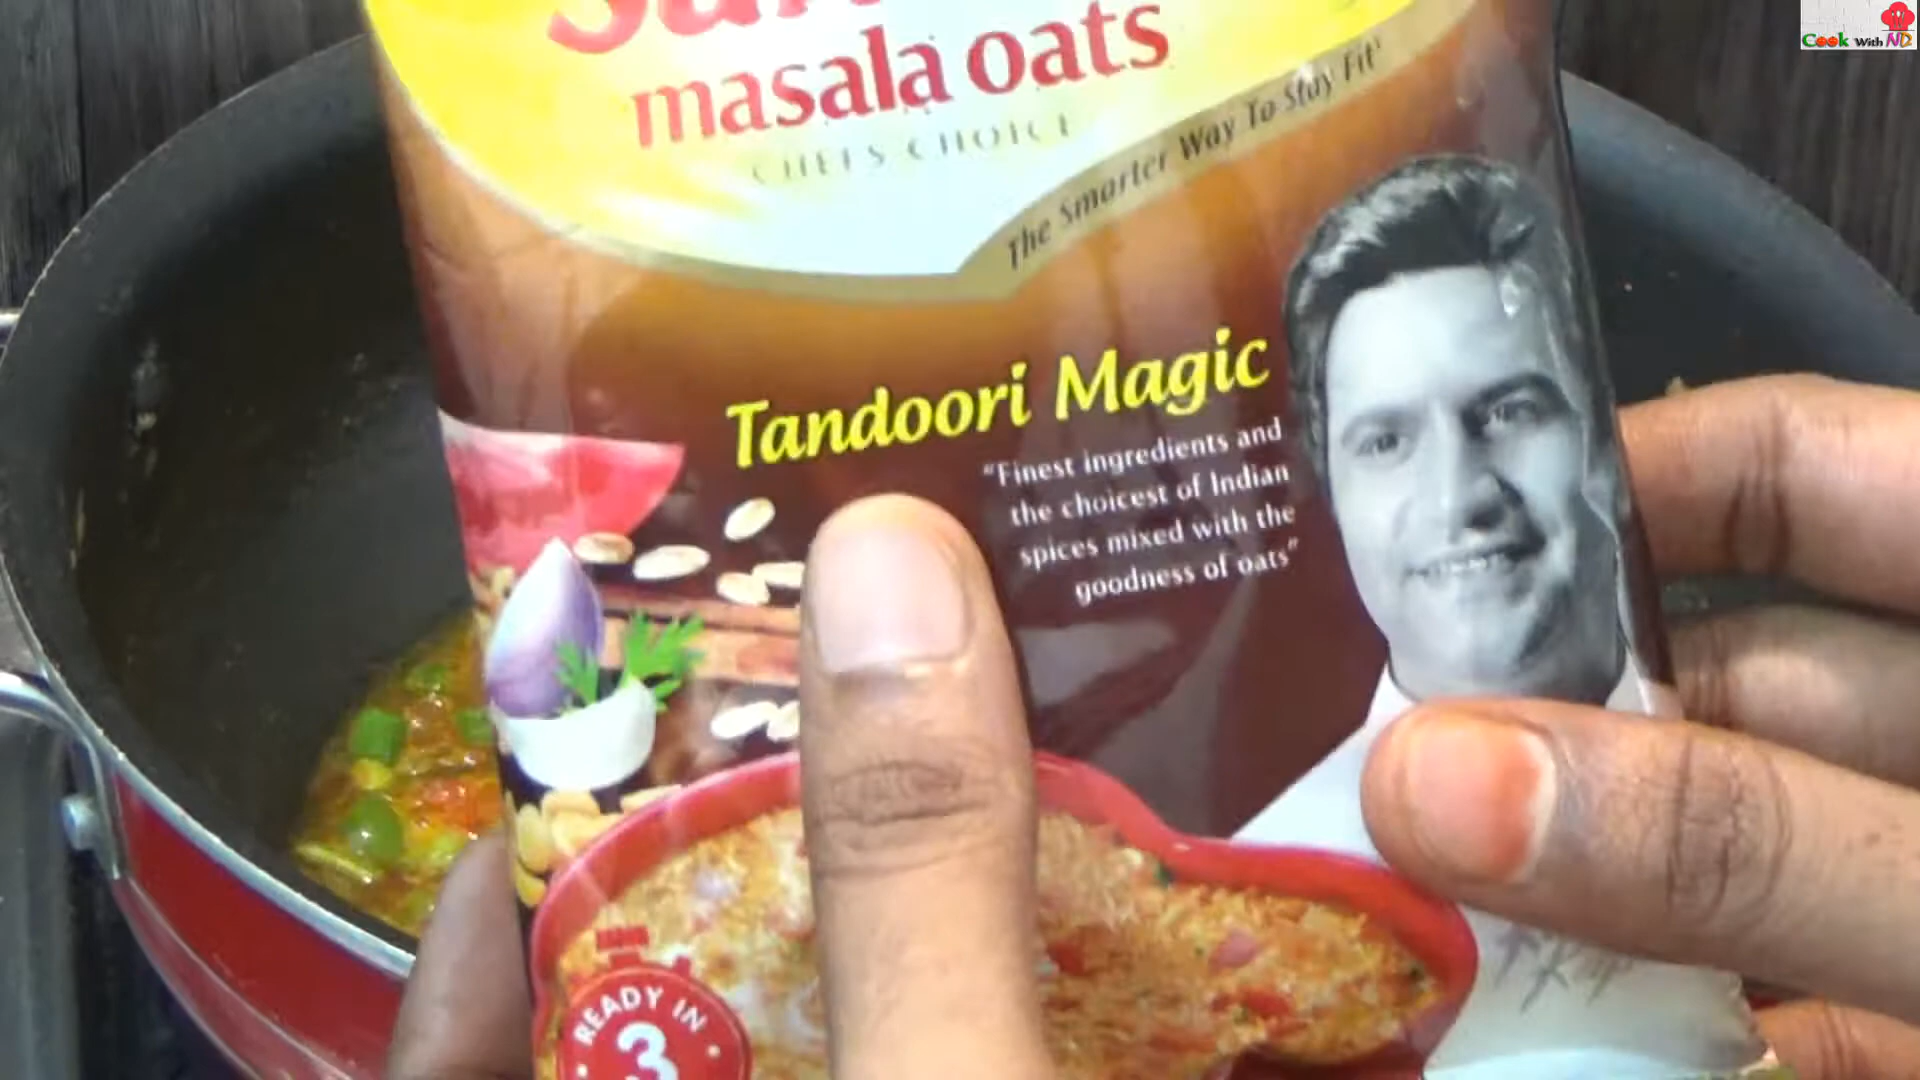 Cook With ND
masala oats
CHEFS CHOICE
The Smarter Way To Stay Fit
Tandoori Magic
"Finest ingredients and
the choicest of Indian
spices mixed with the
goodness of oats"
READY IN
3